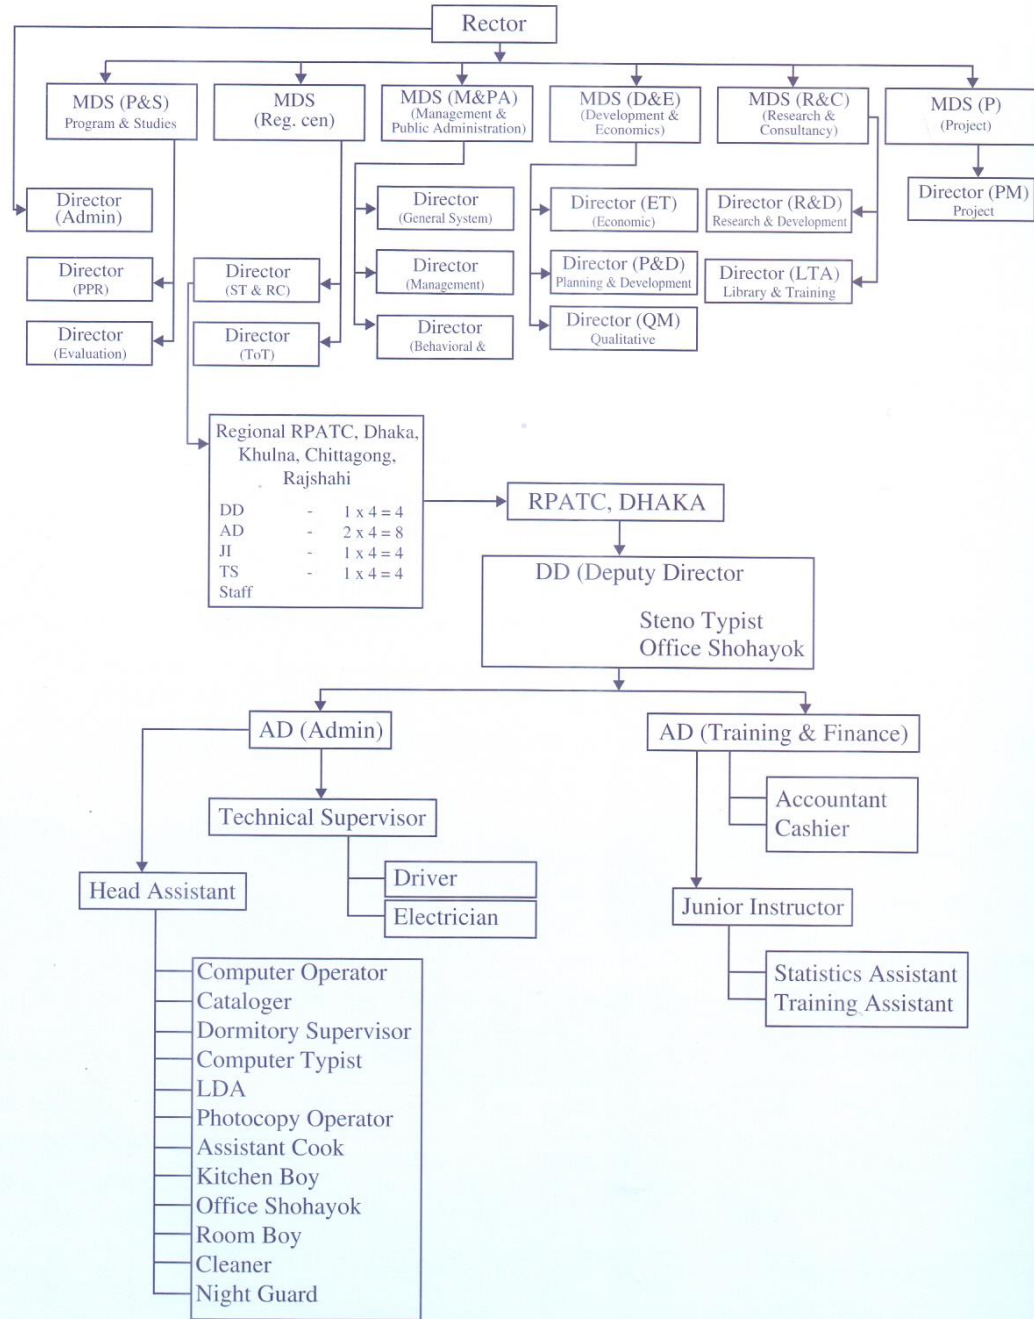 Rector
MDS (P&S)
Program & Studies
MDS
(Reg. cen)
MDS (M&PA)
(Management &
Public Administration)
MDS (D&E)
(Development &
Economics)
MDS (R&C)
(Research &
Consultancy)
MDS (P)
(Project)
Director
(Admin)
Director
(PPR)
Director
(Evaluation)
Director
(ST & RC)
Director
(ToT)
Director
(General System)
Director
(Management)
Director
(Behavioral &
Director (ET)
(Economic)
Director (P&D)
Planning & Development
Director (QM)
Qualitative
Director (R&D)
Research & Development
Director (LTA)
Library & Training
Director (PM)
Project
Regional RPATC, Dhaka,
Khulna, Chittagong,
Rajshahi
DD - 1 x 4 = 4
AD - 2 x 4 = 8
JI - 1 x 4 = 4
TS - 1 x 4 = 4
Staff
RPATC, DHAKA
DD (Deputy Director
Steno Typist
Office Shohayok
AD (Admin)
AD (Training & Finance)
Technical Supervisor
Driver
Electrician
Head Assistant
Computer Operator
Cataloger
Dormitory Supervisor
Computer Typist
LDA
Photocopy Operator
Assistant Cook
Kitchen Boy
Office Shohayok
Room Boy
Cleaner
Night Guard
Accountant
Cashier
Junior Instructor
Statistics Assistant
Training Assistant